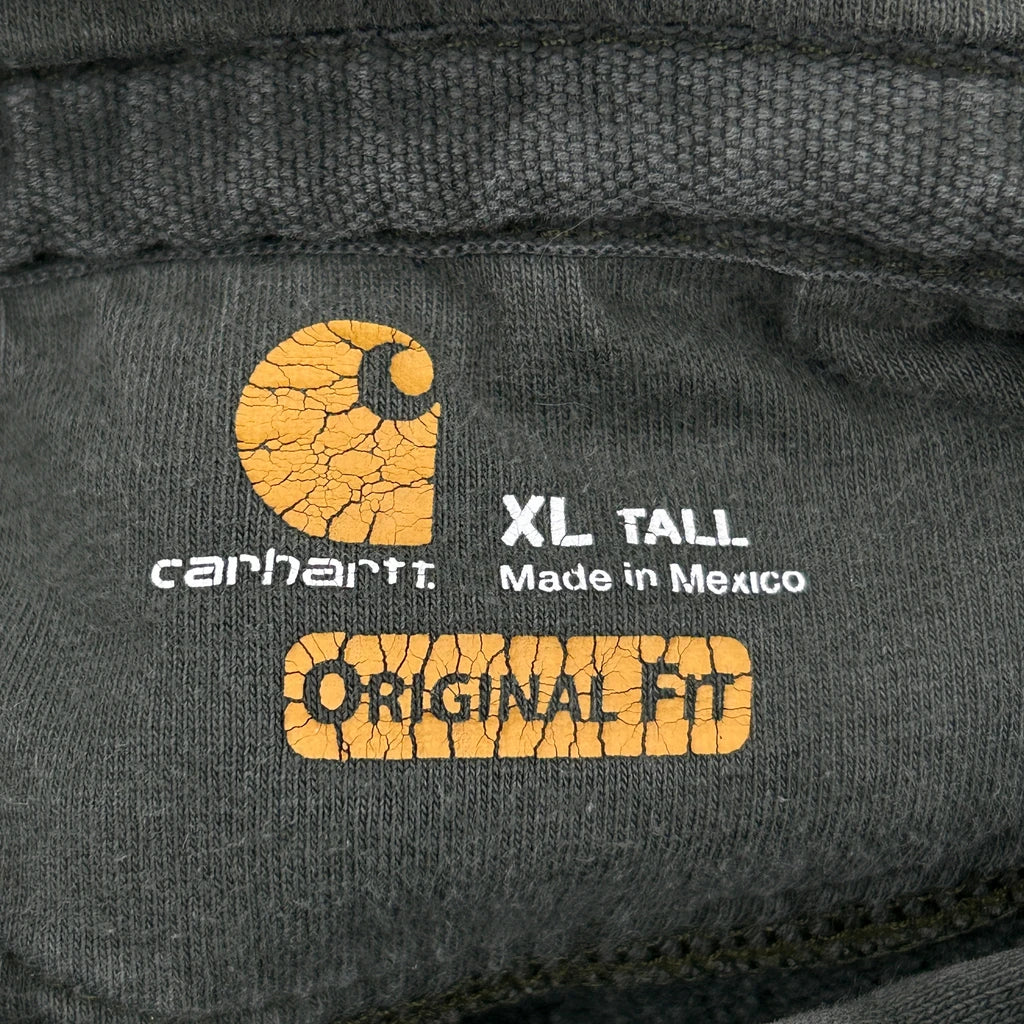 carhartt.
XL TALL
Made in Mexico
ORIGINAL FIT